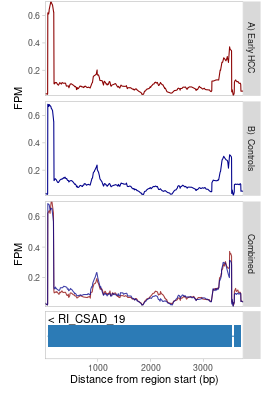 0.6
0.4
0.2
FPM
A) Early HCC
0.6
0.4
0.2
FPM
B) Controls
0.6
0.4
0.2
FPM
Combined
< RI_CSAD_19
1000 2000 3000
Distance from region start (bp)